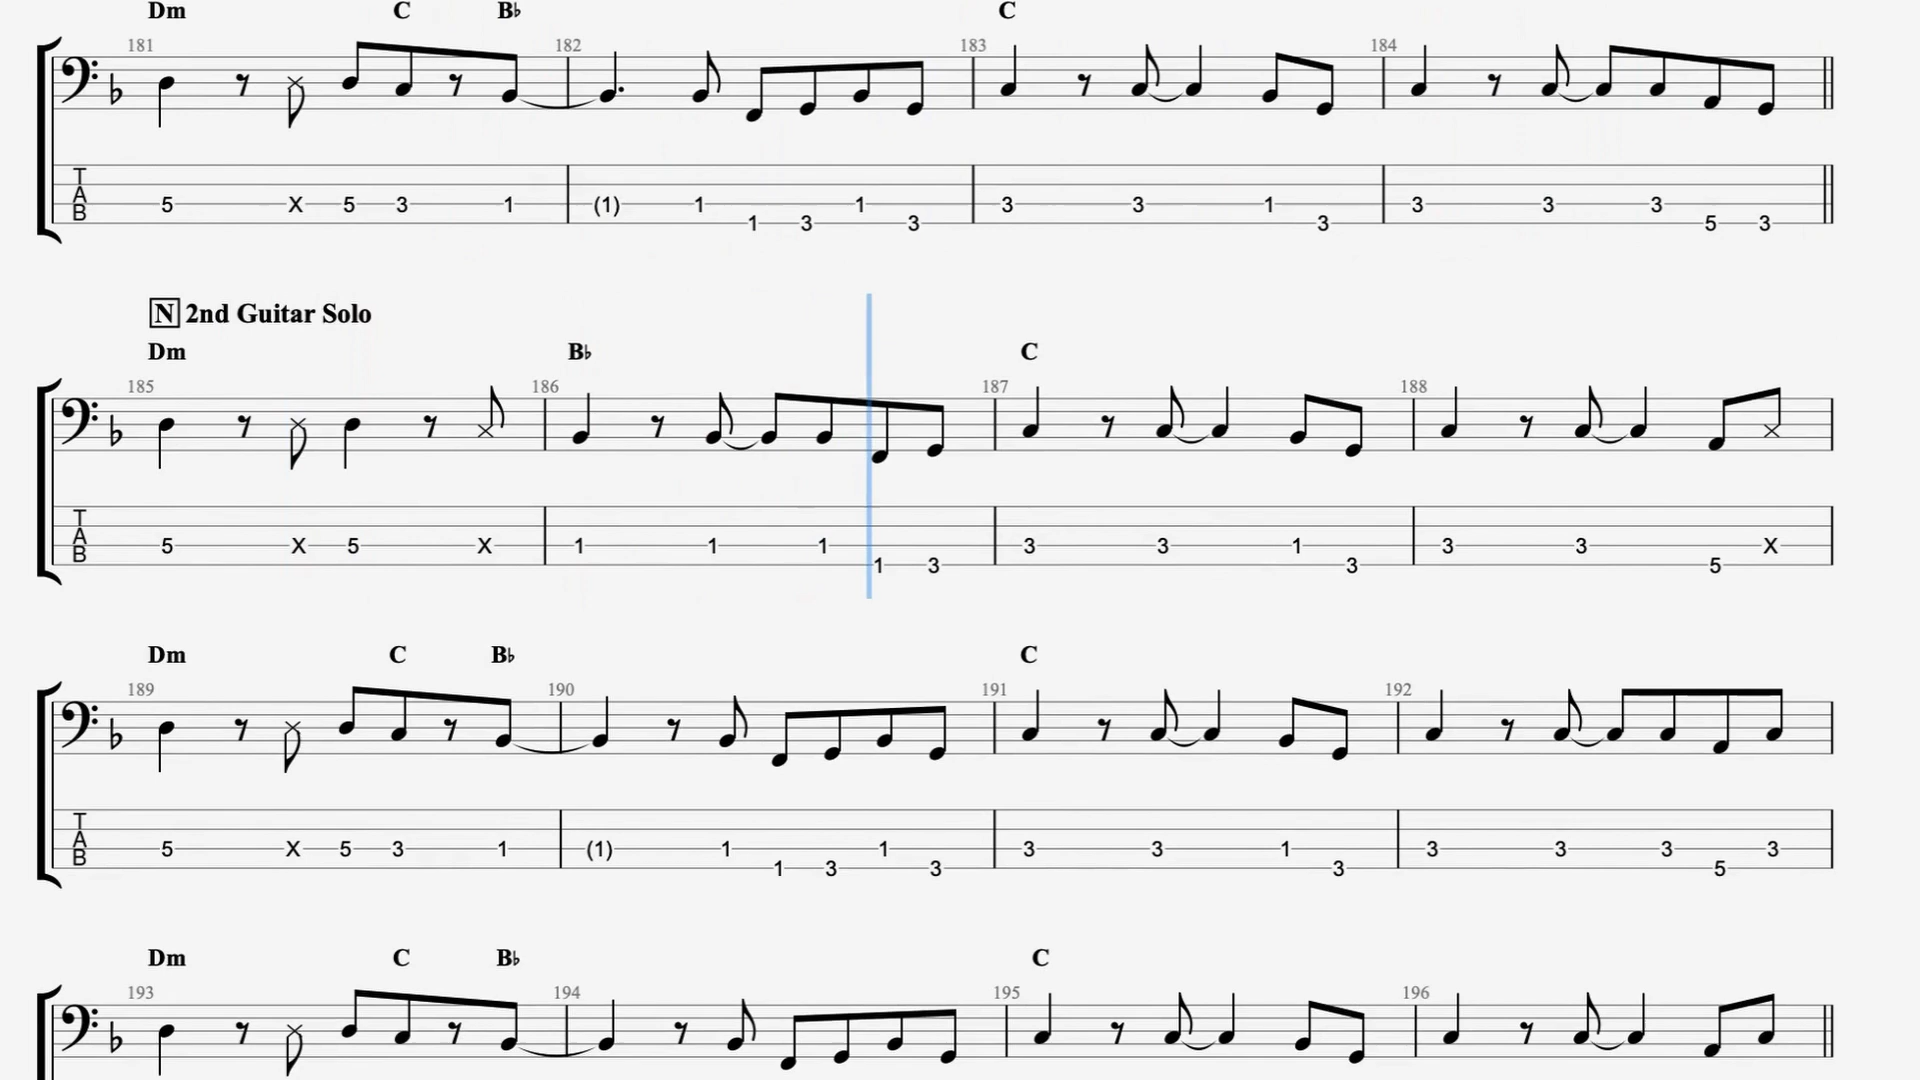 Dm C B♭ C
181 182 183 184
T
A
B
5 X 5 3 1 (1) 1 1 3 1 3 3 3 1 3 3 3 3 5 3
N 2nd Guitar Solo
Dm B♭ C
185 186 187 188
T
A
B
5 X 5 X 1 1 1 1 3 3 3 1 3 3 3 5 X
Dm C B♭ C
189 190 191 192
T
A
B
5 X 5 3 1 (1) 1 1 3 1 3 3 3 1 3 3 3 3 5 3
Dm C B♭ C
193 194 195 196